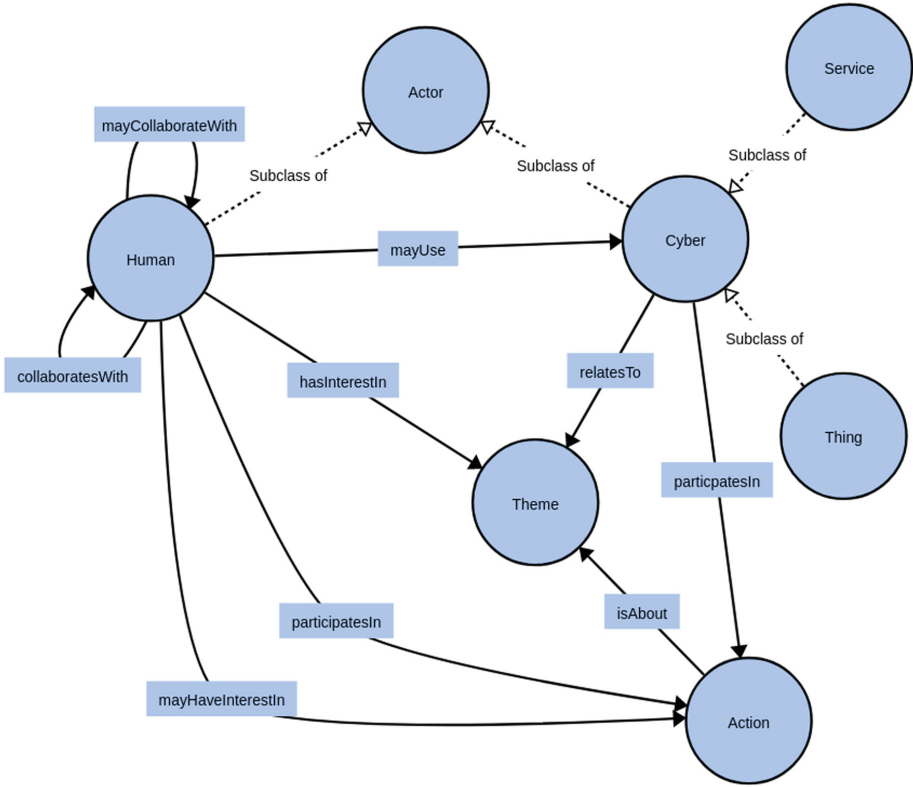 Service
Actor
mayCollaborateWith
Subclass of
Subclass of
Subclass of
Human
mayUse
Cyber
collaboratesWith
hasInterestIn
relatesTo
Subclass of
Thing
Theme
particpatesIn
isAbout
participatesIn
mayHaveInterestIn
Action